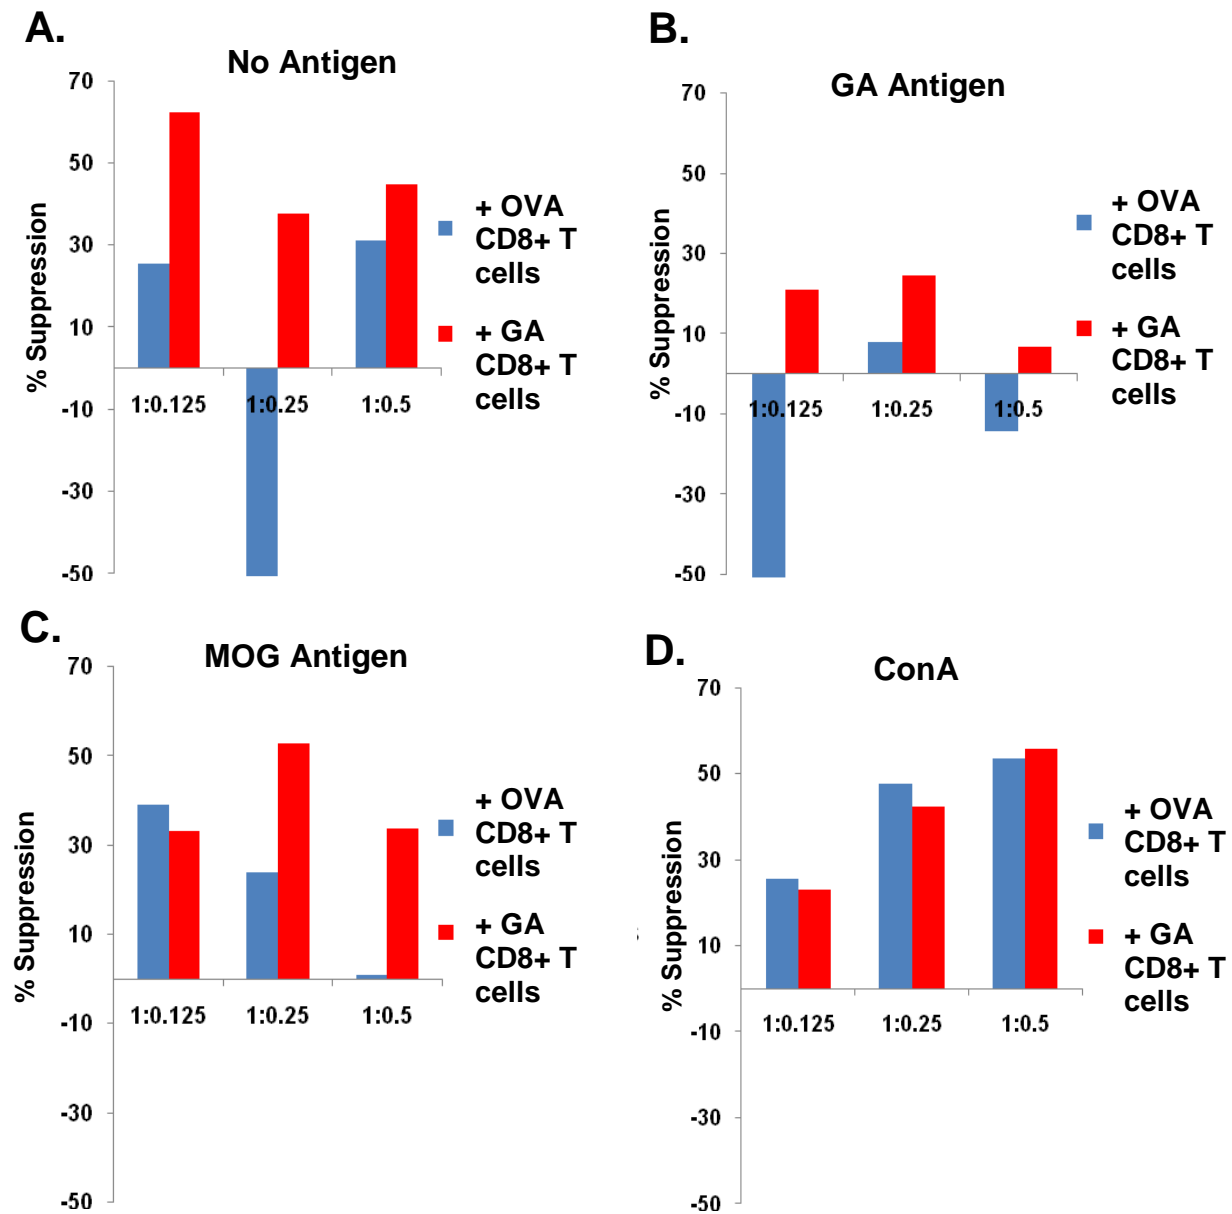 A.
No Antigen
% Suppression
70
50
30
10
-10
-30
-50
1:0.125
1:0.25
1:0.5
+ OVA
CD8+ T
cells
+ GA
CD8+ T
cells
B.
GA Antigen
% Suppression
70
50
30
10
-10
-30
-50
1:0.125
1:0.25
1:0.5
+ OVA
CD8+ T
cells
+ GA
CD8+ T
cells
C.
MOG Antigen
% Suppression
70
50
30
10
-10
-30
-50
1:0.125
1:0.25
1:0.5
+ OVA
CD8+ T
cells
+ GA
CD8+ T
cells
D.
ConA
% Suppression
70
50
30
10
-10
-30
-50
1:0.125
1:0.25
1:0.5
+ OVA
CD8+ T
cells
+ GA
CD8+ T
cells